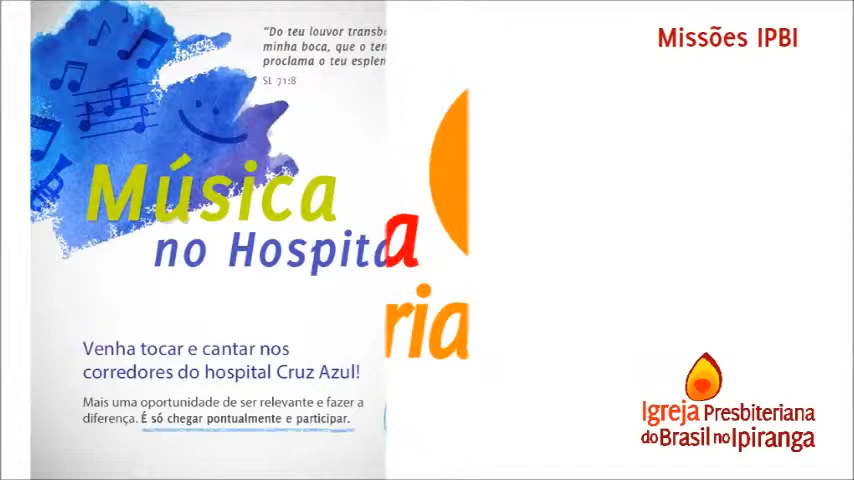 "Do teu louvor transb
minha boca, que o ten
proclama o teu esplen
SL 71:8
Missões IPBI
Música
no Hospita
a
ria
Venha tocar e cantar nos
corredores do hospital Cruz Azul!
Mais uma oportunidade de ser relevante e fazer a
diferença. É só chegar pontualmente e participar.
Igreja Presbiteriana
do Brasil no Ipiranga